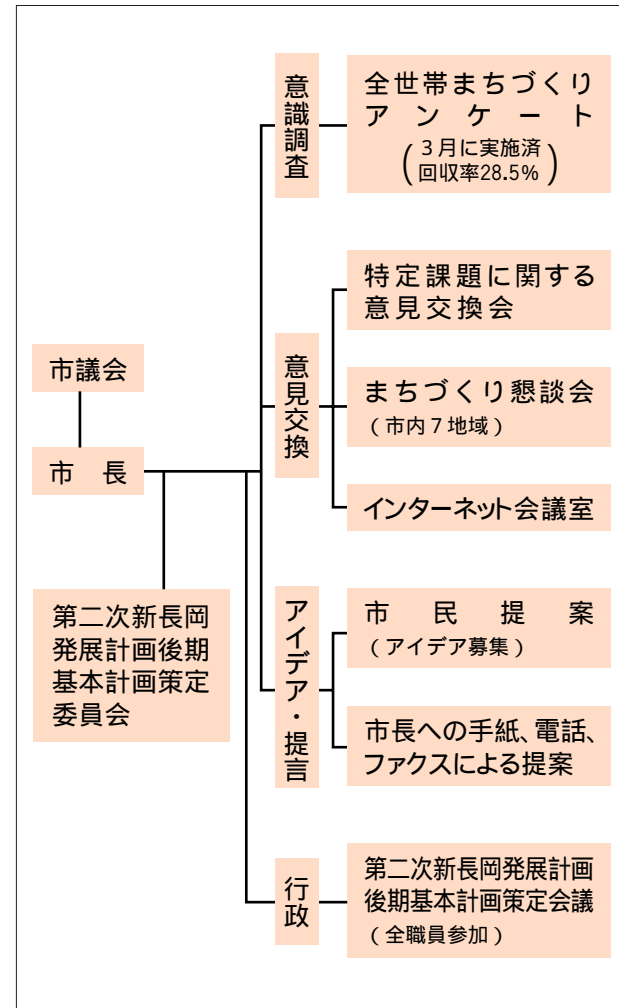 市議会
市長
第二次新長岡
発展計画後期
基本計画策定
委員会
意識調査
全世帯まちづくり
アンケート
(3月に実施済
回収率28.5%)
意見交換
特定課題に関する
意見交換会
まちづくり懇談会
(市内7地域)
インターネット会議室
アイデア・提言
市民提案
(アイデア募集)
市長への手紙、電話、
ファクスによる提案
行政
第二次新長岡発展計画
後期基本計画策定会議
(全職員参加)